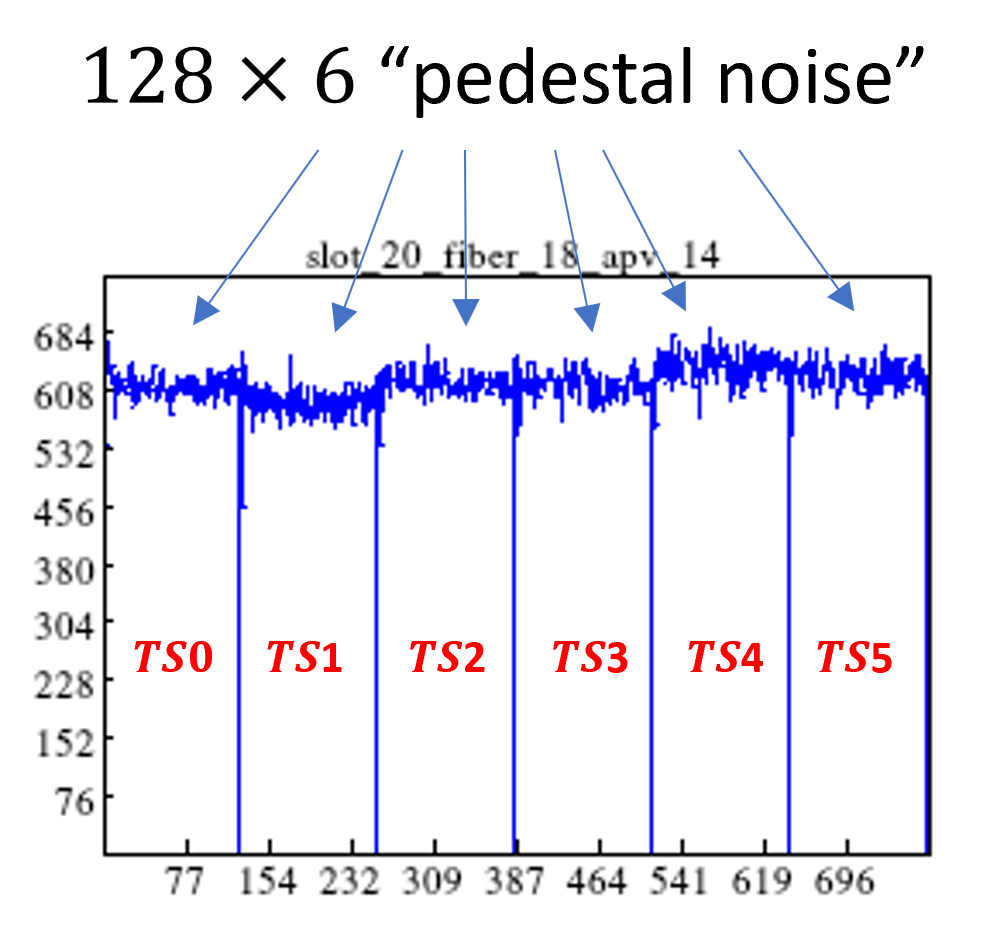 128 × 6 “pedestal noise”
slot_20_fiber_18_apv_14
684
608
532
456
380
304
228
152
76
TS0 TS1 TS2 TS3 TS4 TS5
77 154 232 309 387 464 541 619 696